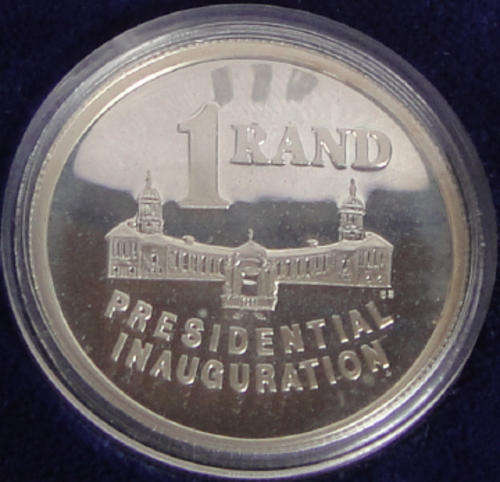 1 RAND
PRESIDENTIAL
INAUGURATION